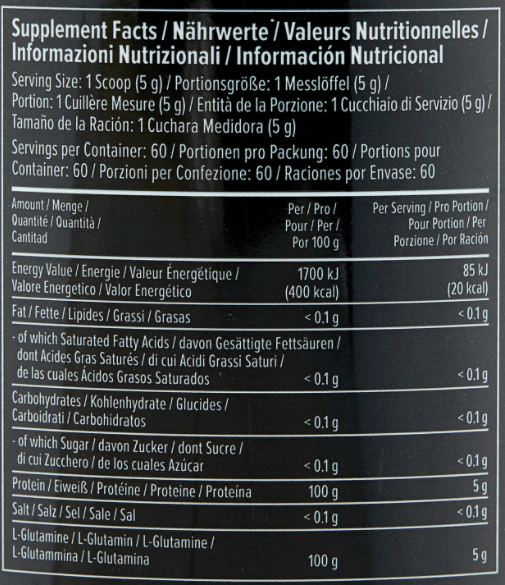 Supplement Facts / Nährwerte / Valeurs Nutritionnelles /
Informazioni Nutrizionali / Información Nutricional
Serving Size: 1 Scoop (5 g) / Portionsgröße: 1 Messlöffel (5 g) /
Portion: 1 Cuillère Mesure (5 g) / Entità de la Porzione: 1 Cucchiaio di Servizio (5 g) /
Tamaño de la Ración: 1 Cuchara Medidora (5 g)
Servings per Container: 60 / Portionen pro Packung: 60 / Portions pour
Container: 60 / Porzioni per Confezione: 60 / Raciones por Envase: 60
Amount / Menge / Per / Pro / Per Serving / Pro Portion /
Quantité / Quantità / Pour / Per / Pour Portion / Per
Cantitad Por 100 g Porzione / Por Ración
Energy Value / Energie / Valeur Énergétique / 1700 kJ 85 kJ
Valore Energetico / Valor Energético (400 kcal) (20 kcal)
Fat / Fette / Lipides / Grassi / Grasas < 0.1 g < 0.1 g
- of which Saturated Fatty Acids / davon Gesättigte Fettsäuren /
dont Acides Gras Saturés / di cui Acidi Grassi Saturi /
de las cuales Ácidos Grasos Saturados < 0.1 g < 0.1 g
Carbohydrates / Kohlenhydrate / Glucides /
Carboidrati / Carbohidratos < 0.1 g < 0.1 g
- of which Sugar / davon Zucker / dont Sucre /
di cui Zucchero / de los cuales Azúcar < 0.1 g < 0.1 g
Protein / Eiweiß / Protéine / Proteine / Proteína 100 g 5 g
Salt / Salz / Sel / Sale / Sal < 0.1 g < 0.1 g
L-Glutamine / L-Glutamin / L-Glutamine /
L-Glutammina / L-Glutamina 100 g 5 g